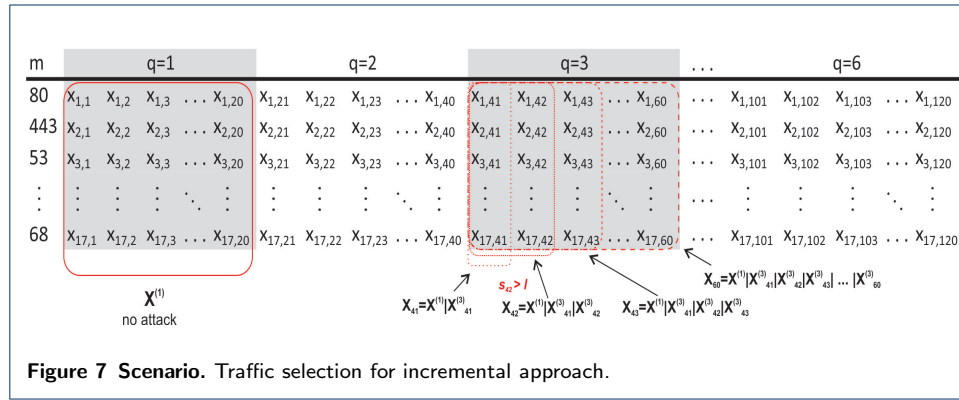 m q=1 q=2 q=3 ... q=6
80 x1,1 x1,2 x1,3 ... x1,20 x1,21 x1,22 x1,23 ... x1,40 x1,41 x1,42 x1,43 ... x1,60 ... x1,101 x1,102 x1,103 ... x1,120
443 x2,1 x2,2 x2,3 ... x2,20 x2,21 x2,22 x2,23 ... x2,40 x2,41 x2,42 x2,43 ... x2,60 ... x2,101 x2,102 x2,103 ... x2,120
53 x3,1 x3,2 x3,3 ... x3,20 x3,21 x3,22 x3,23 ... x3,40 x3,41 x3,42 x3,43 ... x3,60 ... x3,101 x3,102 x3,103 ... x3,120
⋮ ⋮ ⋮ ⋮ ⋱ ⋮ ⋮ ⋮ ⋮ ⋱ ⋮ ⋮ ⋮ ⋮ ⋱ ⋮ ... ⋮ ⋮ ⋮ ⋱ ⋮
68 x17,1 x17,2 x17,3 ... x17,20 x17,21 x17,22 x17,23 ... x17,40 x17,41 x17,42 x17,43 ... x17,60 ... x17,101 x17,102 x17,103 ... x17,120
X60=X(1)|X(3)41|X(3)42|X(3)43| ... |X(3)60
s42 > l
X(1)
X41=X(1)|X(3)41 X42=X(1)|X(3)41|X(3)42 X43=X(1)|X(3)41|X(3)42|X(3)43
no attack
Figure 7 Scenario. Traffic selection for incremental approach.